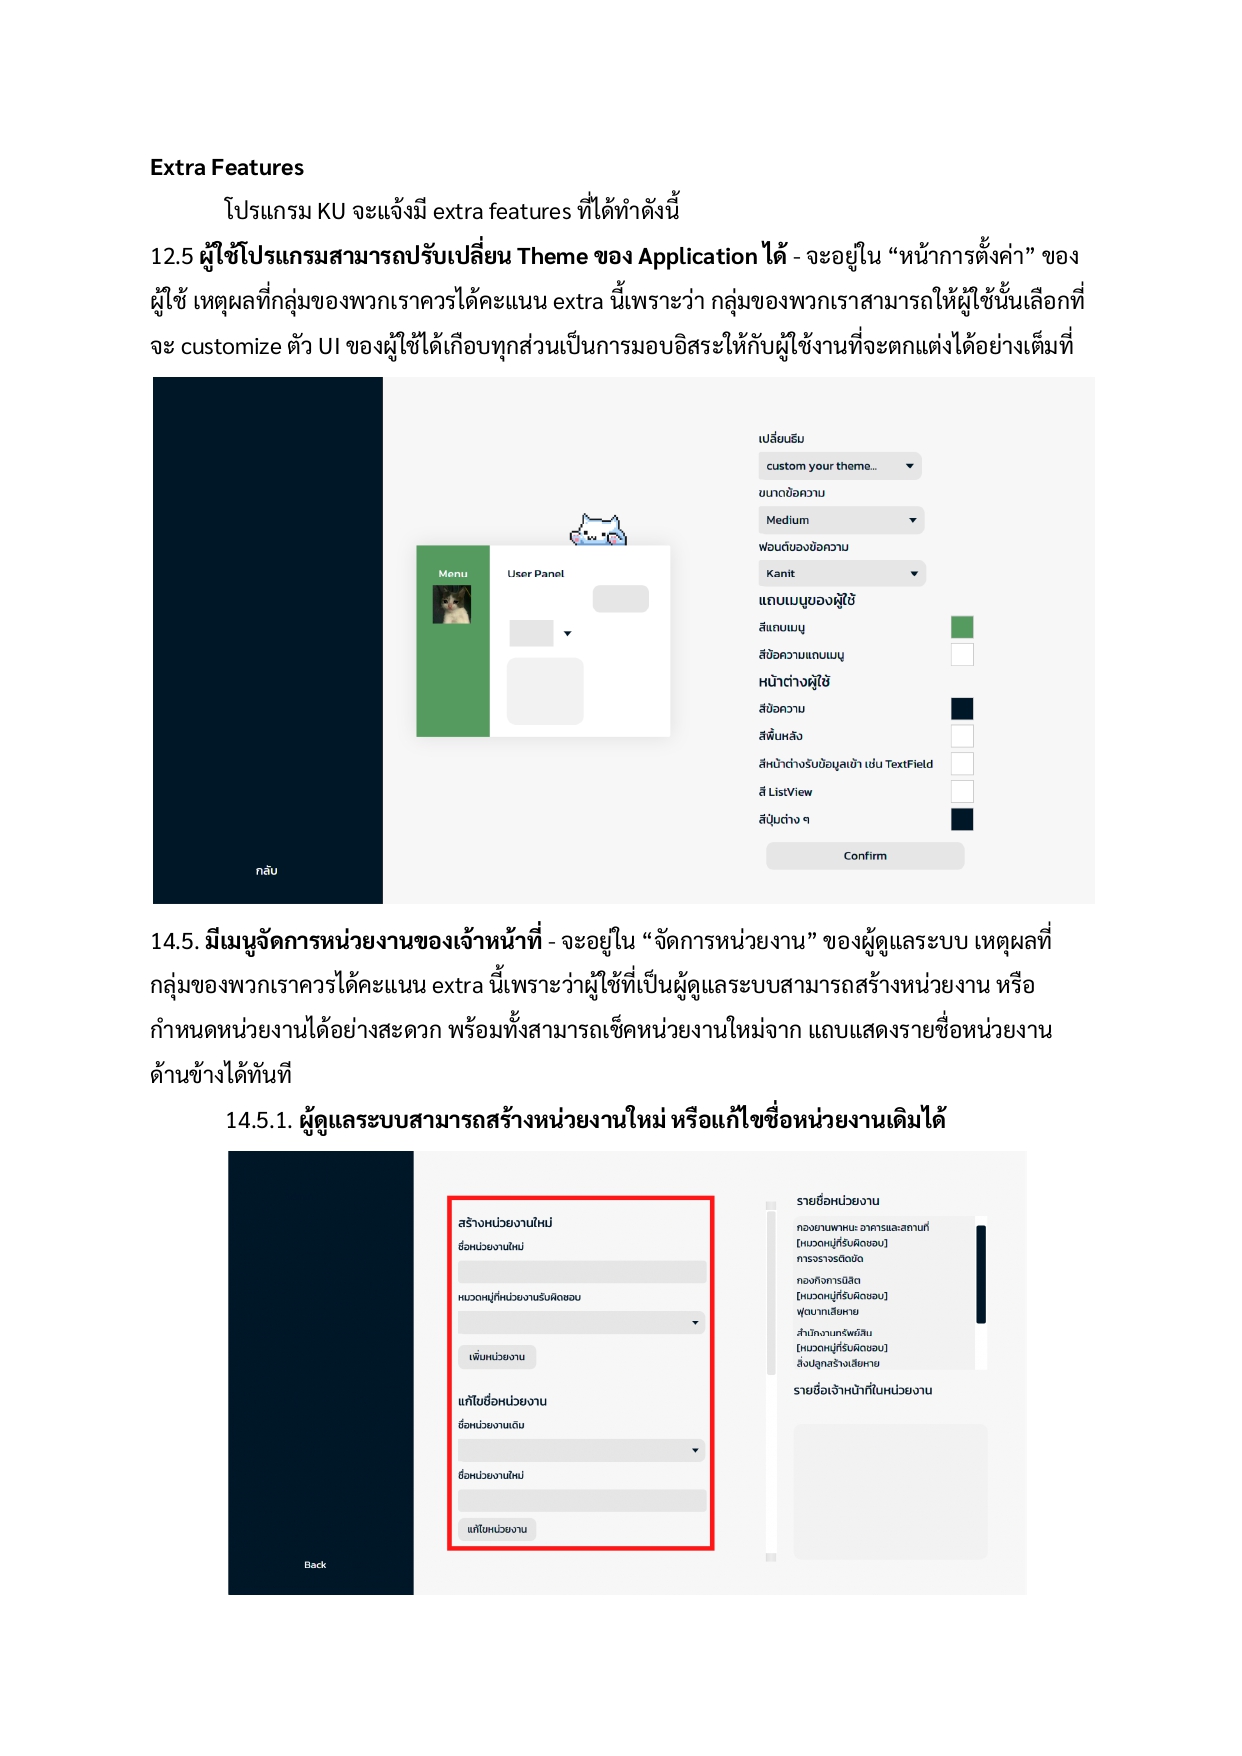 Extra Features
โปรแกรม KU จะแจ้งมี extra features ที่ได้ทำดังนี้
12.5 ผู้ใช้โปรแกรมสามารถปรับเปลี่ยน Theme ของ Application ได้ - จะอยู่ใน “หน้าการตั้งค่า” ของ
ผู้ใช้ เหตุผลที่กลุ่มของพวกเราควรได้คะแนน extra นี้เพราะว่า กลุ่มของพวกเราสามารถให้ผู้ใช้นั้นเลือกที่
จะ customize ตัว UI ของผู้ใช้ได้เกือบทุกส่วนเป็นการมอบอิสระให้กับผู้ใช้งานที่จะตกแต่งได้อย่างเต็มที่
เปลี่ยนธีม
custom your theme...
ขนาดข้อความ
Medium
ฟอนต์ของข้อความ
Kanit
แถบเมนูของผู้ใช้
สีแถบเมนู
สีข้อความแถบเมนู
หน้าต่างผู้ใช้
สีข้อความ
สีพื้นหลัง
สีหน้าต่างรับข้อมูลเข้า เช่น TextField
สี ListView
สีปุ่มต่าง ๆ
Confirm
Menu
User Panel
กลับ
14.5. มีเมนูจัดการหน่วยงานของเจ้าหน้าที่ - จะอยู่ใน “จัดการหน่วยงาน” ของผู้ดูแลระบบ เหตุผลที่
กลุ่มของพวกเราควรได้คะแนน extra นี้เพราะว่าผู้ใช้ที่เป็นผู้ดูแลระบบสามารถสร้างหน่วยงาน หรือ
กำหนดหน่วยงานได้อย่างสะดวก พร้อมทั้งสามารถเช็คหน่วยงานใหม่จาก แถบแสดงรายชื่อหน่วยงาน
ด้านข้างได้ทันที
14.5.1. ผู้ดูแลระบบสามารถสร้างหน่วยงานใหม่ หรือแก้ไขชื่อหน่วยงานเดิมได้
สร้างหน่วยงานใหม่
ชื่อหน่วยงานใหม่
หมวดหมู่ที่หน่วยงานรับผิดชอบ
เพิ่มหน่วยงาน
แก้ไขชื่อหน่วยงาน
ชื่อหน่วยงานเดิม
ชื่อหน่วยงานใหม่
แก้ไขหน่วยงาน
รายชื่อหน่วยงาน
กองยานพาหนะ อาคารและสถานที่
[หมวดหมู่ที่รับผิดชอบ]
การจราจรติดขัด
กองกิจการนิสิต
[หมวดหมู่ที่รับผิดชอบ]
ฟุตบาทเสียหาย
สำนักงานทรัพย์สิน
[หมวดหมู่ที่รับผิดชอบ]
สิ่งปลูกสร้างเสียหาย
รายชื่อเจ้าหน้าที่ในหน่วยงาน
Back